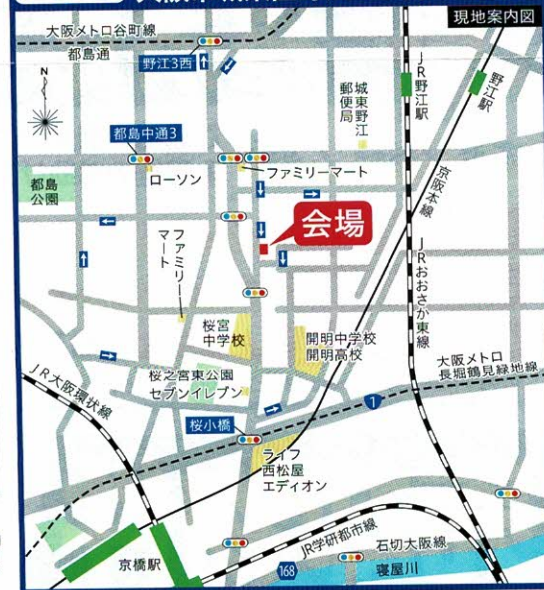 現地案内図
大阪メトロ谷町線
都島通
野江3西
N
城東野江
郵便局
JR野江駅
野江駅
都島中通3
都島
公園
ローソン
ファミリーマート
京阪本線
会場
ファミリー
マート
JRおおさか東線
桜宮
中学校
開明中学校
開明高校
大阪メトロ
長堀鶴見緑地線
桜之宮東公園
セブンイレブン
JR大阪環状線
1
桜小橋
ライフ
西松屋
エディオン
京橋駅
JR学研都市線
石切大阪線
168
寝屋川